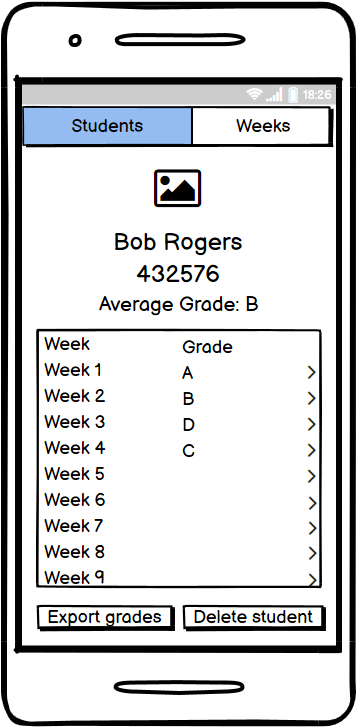 18:26
Students Weeks
Bob Rogers
432576
Average Grade: B
Week Grade
Week 1 A
Week 2 B
Week 3 D
Week 4 C
Week 5
Week 6
Week 7
Week 8
Week 9
Export grades Delete student